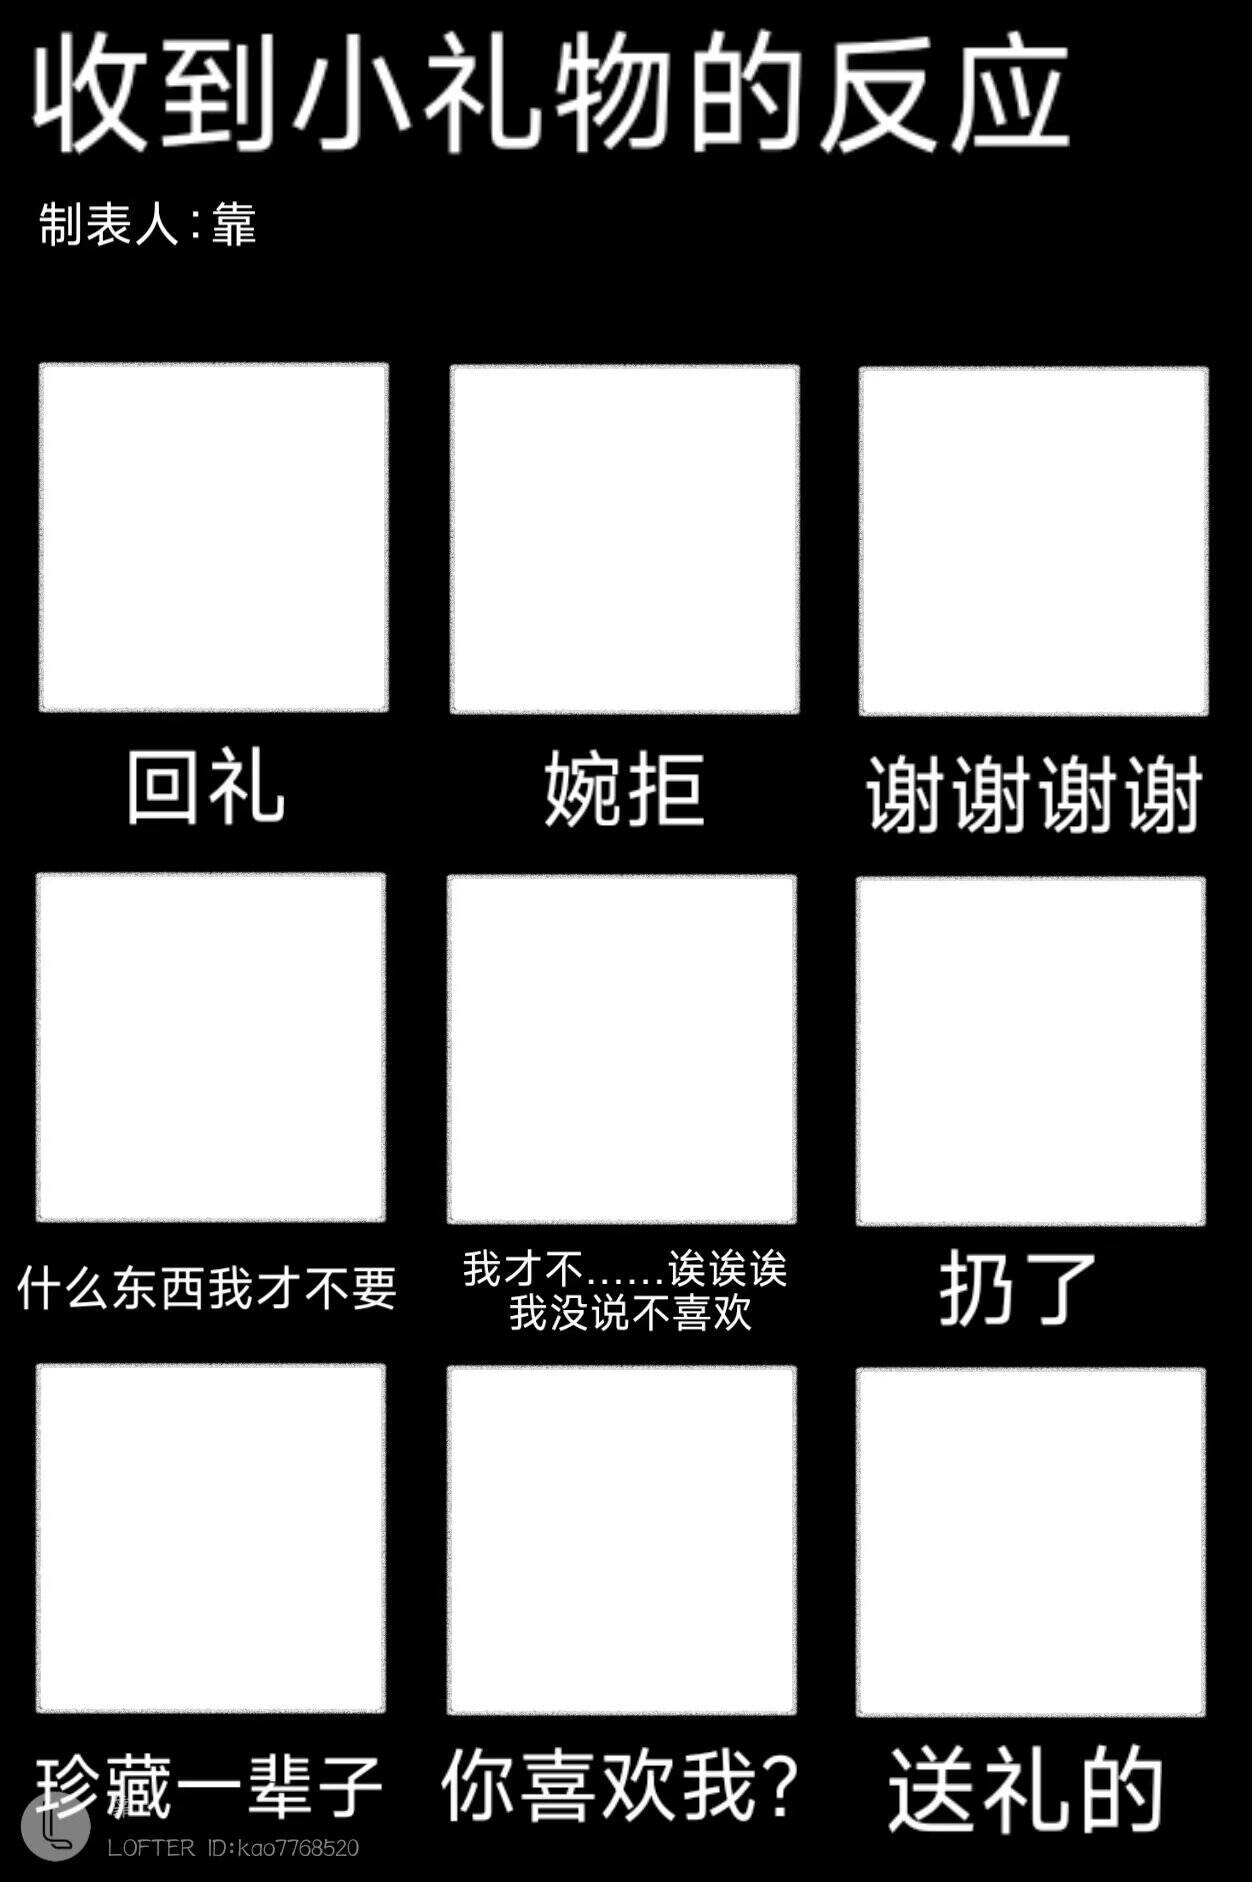 收到小礼物的反应
制表人:靠
回礼
婉拒
谢谢谢谢
什么东西我才不要
我才不……诶诶诶
我没说不喜欢
扔了
珍藏一辈子
你喜欢我?
送礼的
LOFTER ID:kao7768520